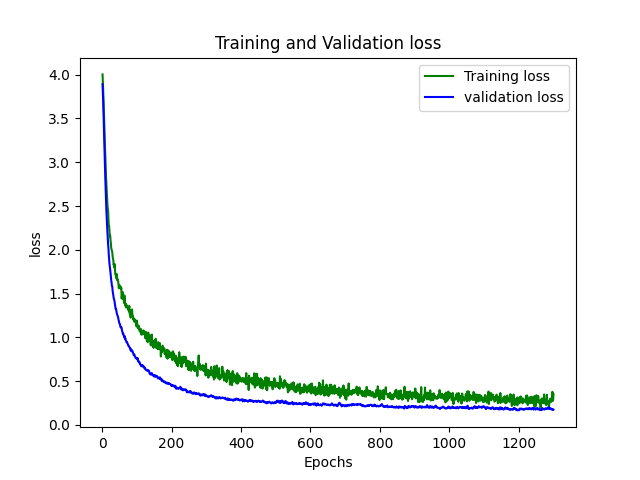 Training and Validation loss
Training loss
validation loss
4.0
3.5
3.0
2.5
2.0
1.5
1.0
0.5
0.0
loss
0 200 400 600 800 1000 1200
Epochs